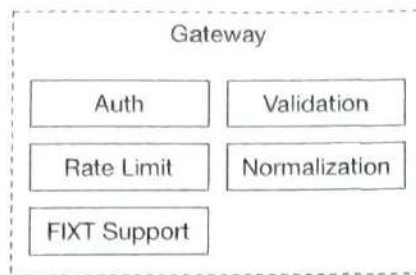 Gateway
Auth
Validation
Rate Limit
Normalization
FIXT Support